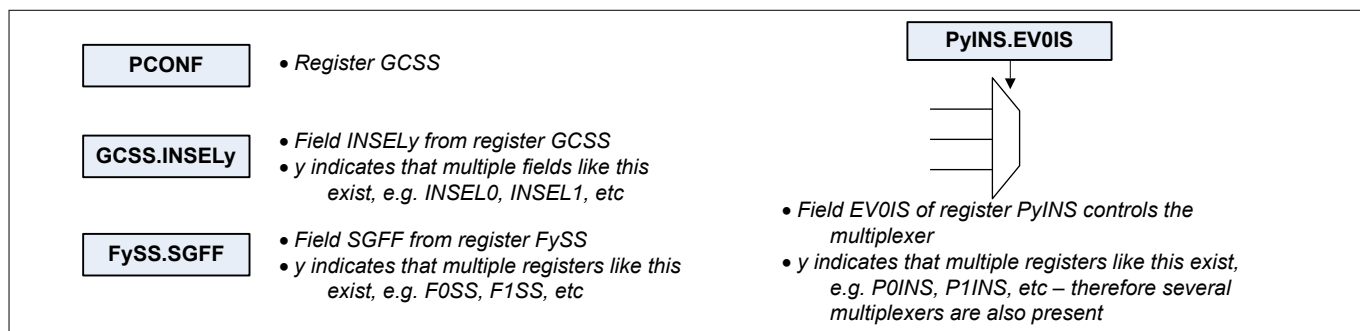 PCONF
• Register GCSS
GCSS.INSELy
• Field INSELy from register GCSS
• y indicates that multiple fields like this
exist, e.g. INSEL0, INSEL1, etc
FySS.SGFF
• Field SGFF from register FySS
• y indicates that multiple registers like this
exist, e.g. F0SS, F1SS, etc
PyINS.EV0IS
• Field EV0IS of register PyINS controls the
multiplexer
• y indicates that multiple registers like this exist,
e.g. P0INS, P1INS, etc – therefore several
multiplexers are also present